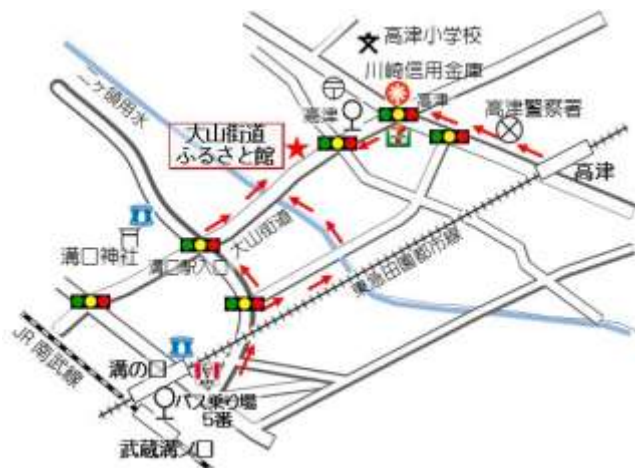 高津小学校
川崎信用金庫
高津
高津
高津警察署
二ヶ領用水
大山街道
ふるさと館
高津
溝口神社
溝口駅入口
大山街道
東急田園都市線
JR南武線
溝の口
バス乗り場
5番
武蔵溝ノ口